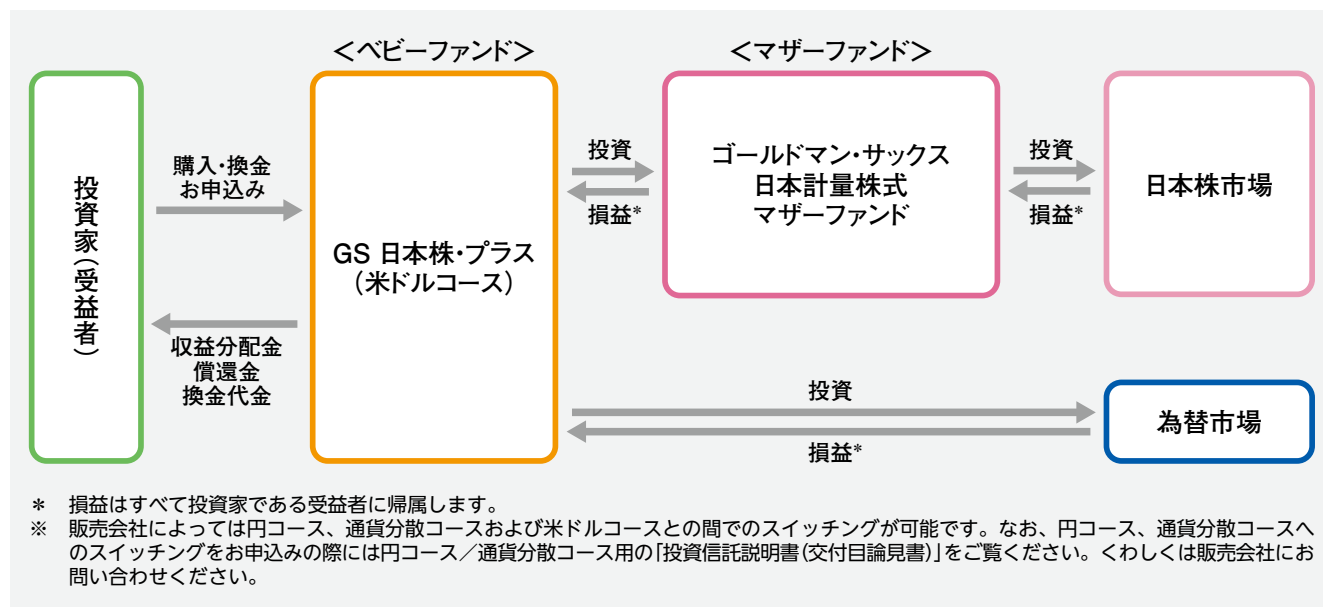 <ベビーファンド>
<マザーファンド>
投資家(受益者)
購入・換金
お申込み
収益分配金
償還金
換金代金
GS 日本株・プラス
(米ドルコース)
投資
損益*
ゴールドマン・サックス
日本計量株式
マザーファンド
投資
損益*
日本株市場
投資
損益*
為替市場
* 損益はすべて投資家である受益者に帰属します。
※ 販売会社によっては円コース、通貨分散コースおよび米ドルコースとの間でのスイッチングが可能です。なお、円コース、通貨分散コースへ
のスイッチングをお申込みの際には円コース/通貨分散コース用の「投資信託説明書(交付目論見書)」をご覧ください。くわしくは販売会社にお
問い合わせください。